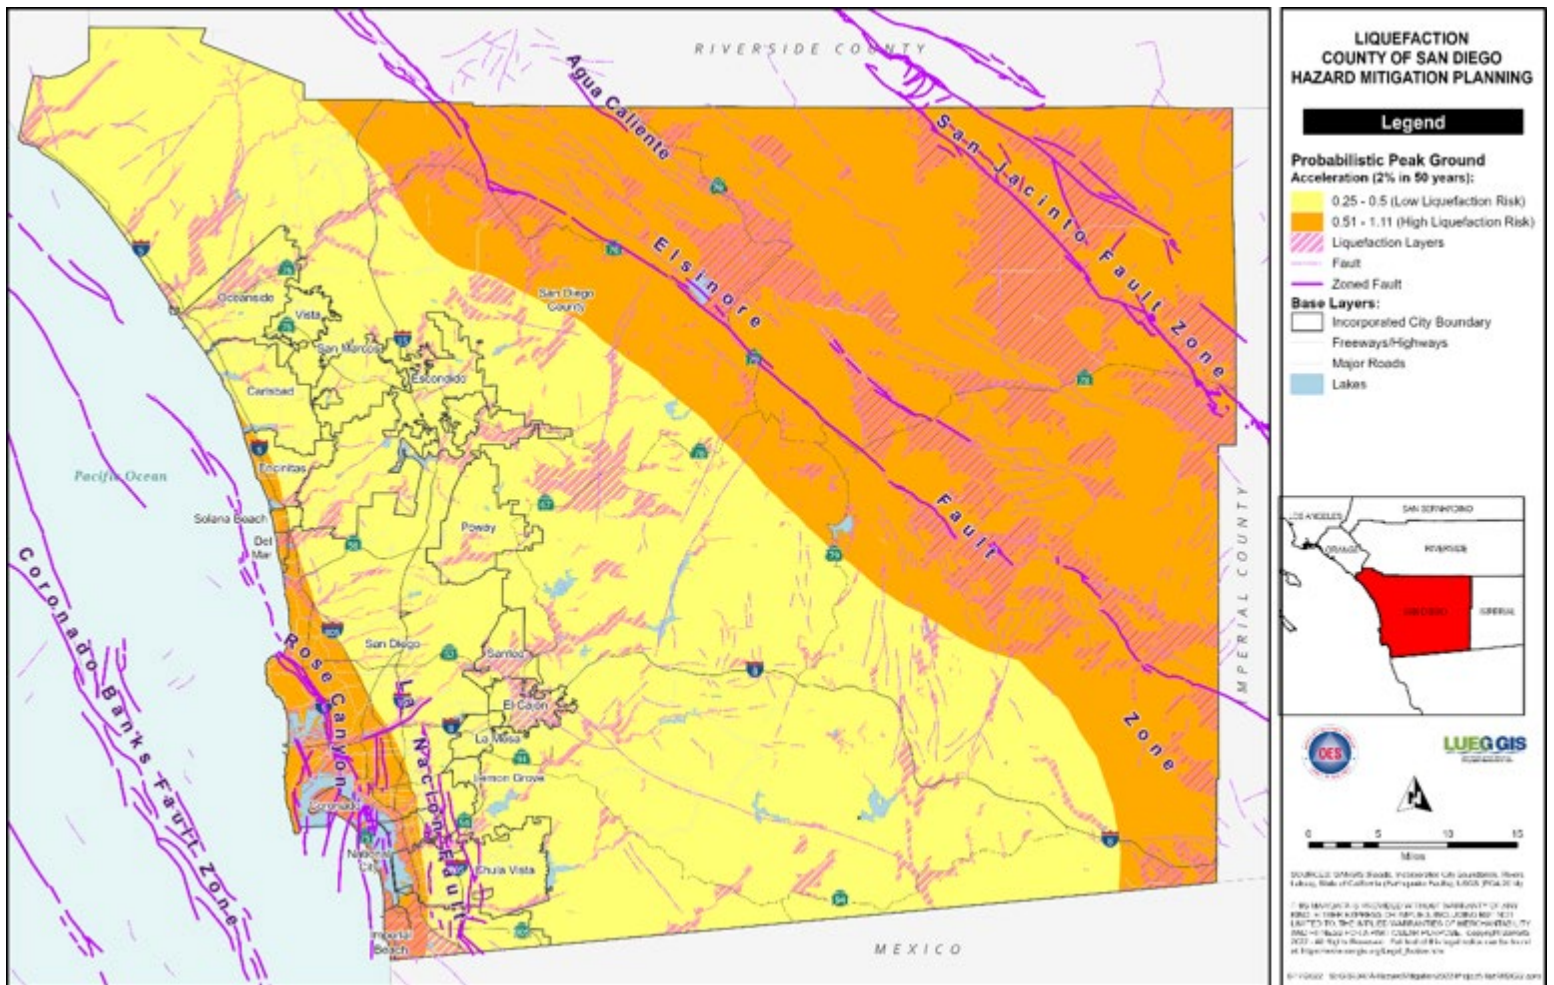 RIVERSIDE COUNTY
Agua Caliente
San Jacinto Fault Zone
Elsinore Fault Zone
San Diego County
Oceanside
Vista
San Marcos
Escondido
Carlsbad
Encinitas
Pacific Ocean
Solana Beach
Del Mar
Poway
Coronado Banks Fault Zone
Rose Canyon
San Diego
Santee
El Cajon
La Mesa
Lemon Grove
La Nacion Fault
Coronado
National City
Chula Vista
Imperial Beach
IMPERIAL COUNTY
MEXICO
LIQUEFACTION
COUNTY OF SAN DIEGO
HAZARD MITIGATION PLANNING
Legend
Probabilistic Peak Ground
Acceleration (2% in 50 years):
0.25 - 0.5 (Low Liquefaction Risk)
0.51 - 1.11 (High Liquefaction Risk)
Liquefaction Layers
Fault
Zoned Fault
Base Layers:
Incorporated City Boundary
Freeways/Highways
Major Roads
Lakes
LOS ANGELES
SAN BERNARDINO
ORANGE
RIVERSIDE
SAN DIEGO
IMPERIAL
OES
LUEG GIS
0 5 10 15
Miles